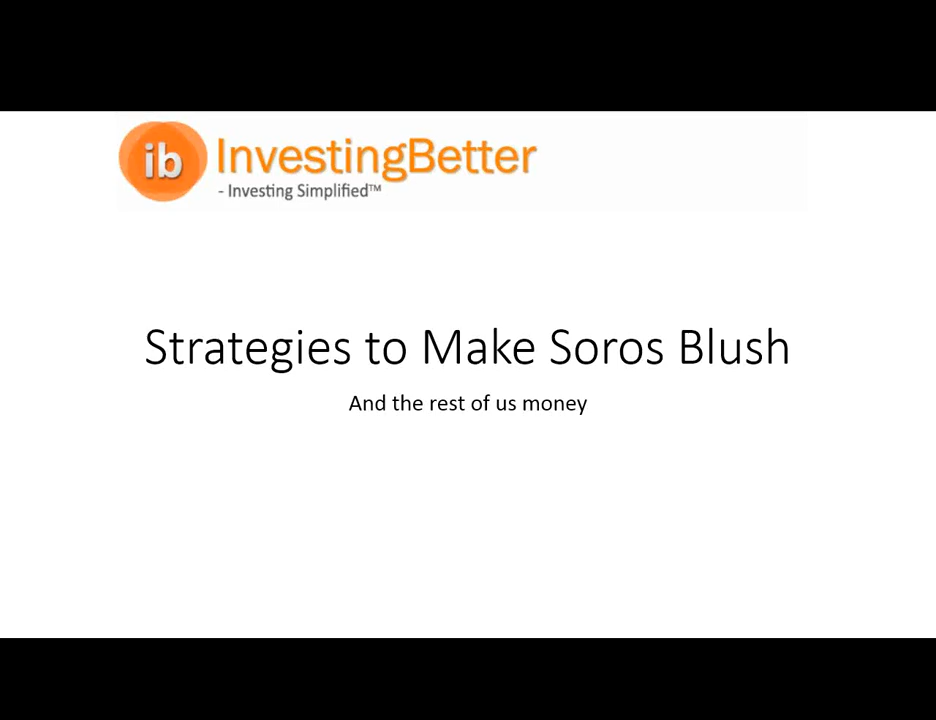 ib
InvestingBetter
- Investing Simplified™
Strategies to Make Soros Blush
And the rest of us money